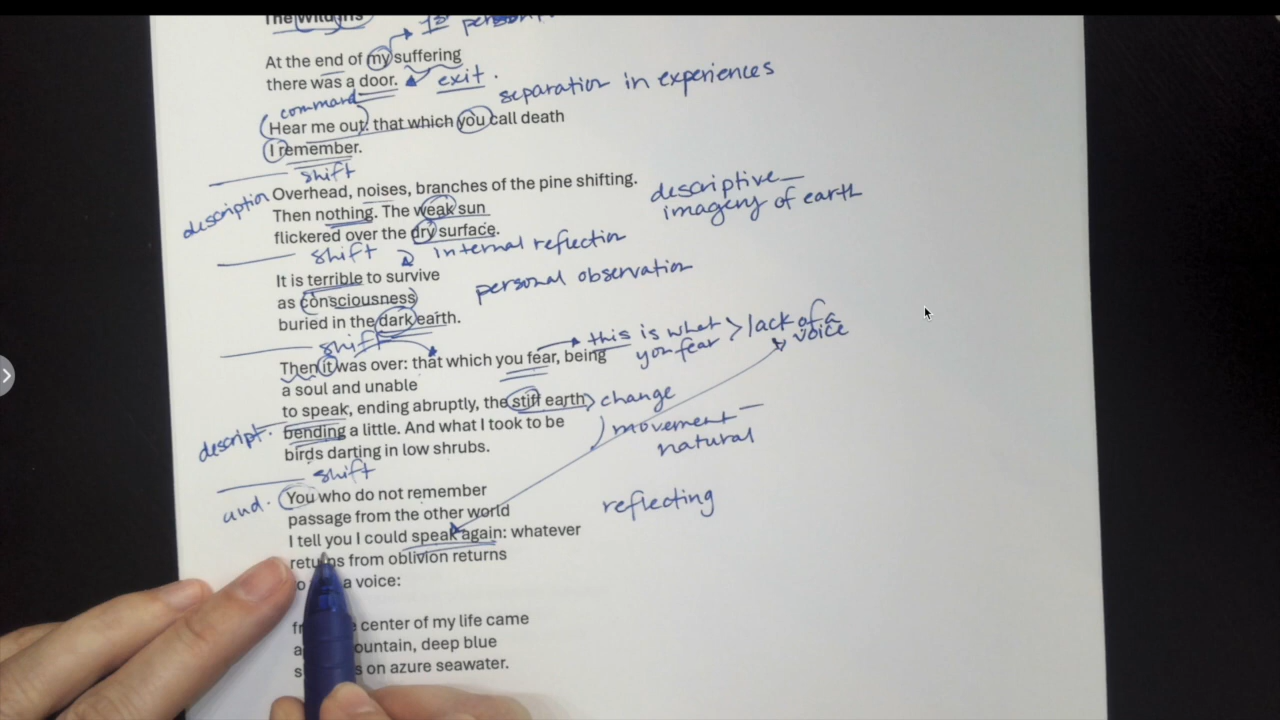 The Wild Iris
1st person
At the end of my suffering
there was a door. exit.
separation in experiences
command
Hear me out: that which you call death
I remember.
shift
description Overhead, noises, branches of the pine shifting.
Then nothing. The weak sun
flickered over the dry surface.
descriptive
imagery of earth
shift internal reflection
It is terrible to survive
as consciousness
buried in the dark earth.
personal observation
shift
Then it was over: that which you fear, being
a soul and unable
this is what
you fear > lack of a
voice
to speak, ending abruptly, the stiff earth change
descript. bending a little. And what I took to be
birds darting in low shrubs.
movement
natural
shift
aud. You who do not remember
passage from the other world
I tell you I could speak again: whatever
reflecting
returns from oblivion returns
a voice:
center of my life came
deep blue
on azure seawater.